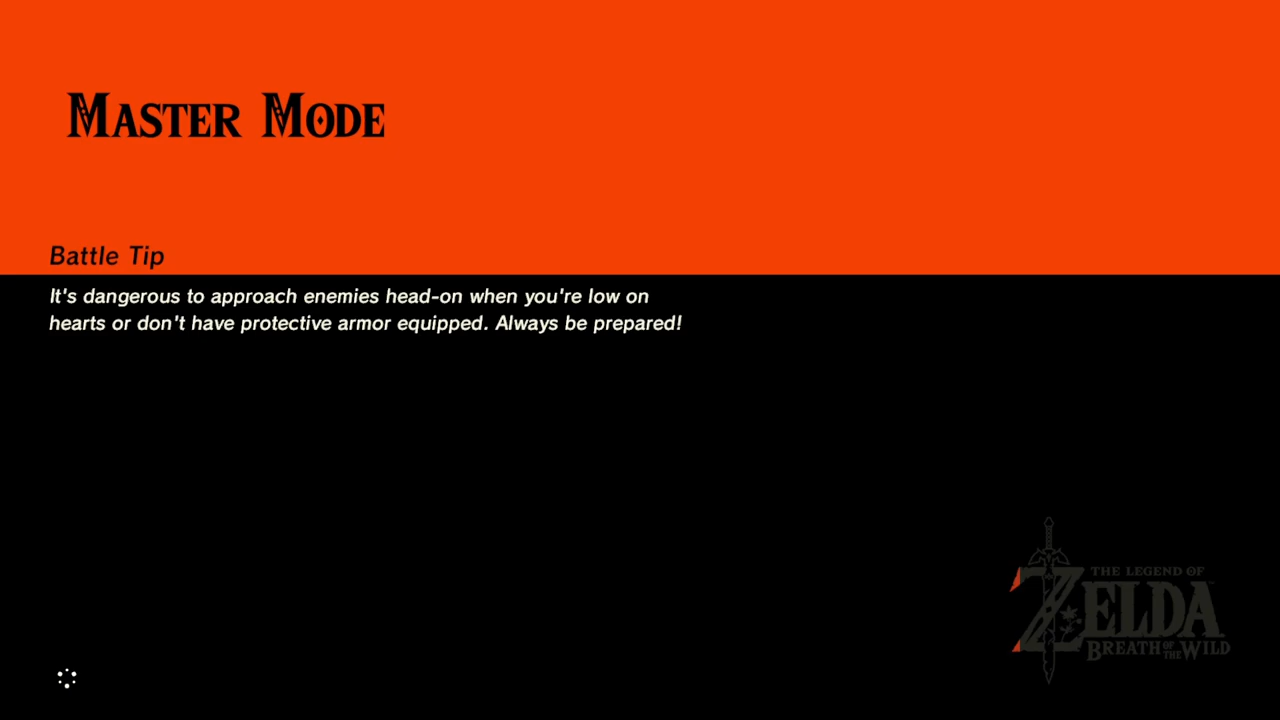 Master Mode
Battle Tip
It's dangerous to approach enemies head-on when you're low on
hearts or don't have protective armor equipped. Always be prepared!
THE LEGEND OF
ZELDA
BREATH OF THE WILD